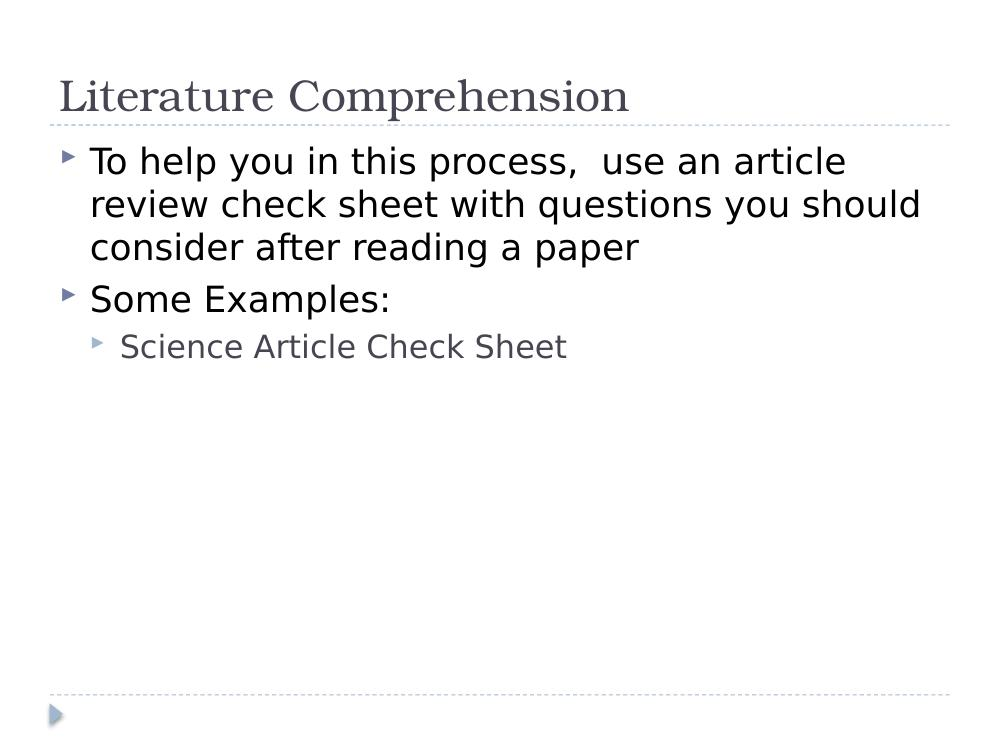 Literature Comprehension
To help you in this process,  use an article
review check sheet with questions you should
consider after reading a paper
Some Examples:
Science Article Check Sheet